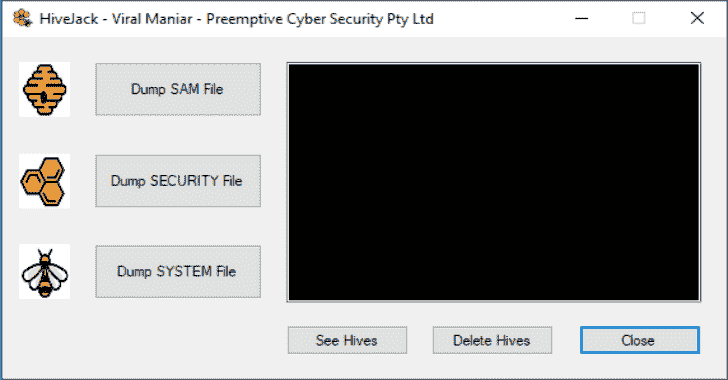 HiveJack - Viral Maniar - Preemptive Cyber Security Pty Ltd
Dump SAM File
Dump SECURITY File
Dump SYSTEM File
See Hives
Delete Hives
Close